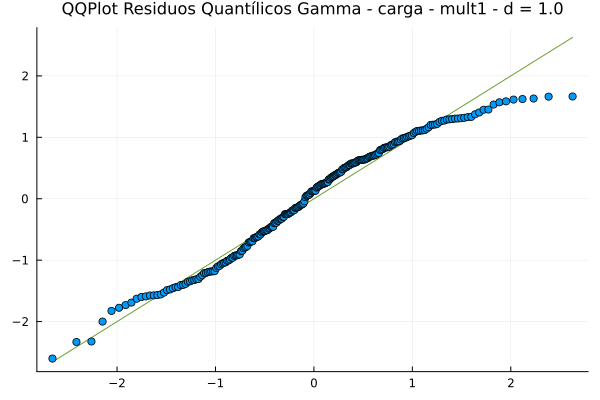 QQPlot Residuos Quantílicos Gamma - carga - mult1 - d = 1.0
2
1
0
−1
−2
−2 −1 0 1 2